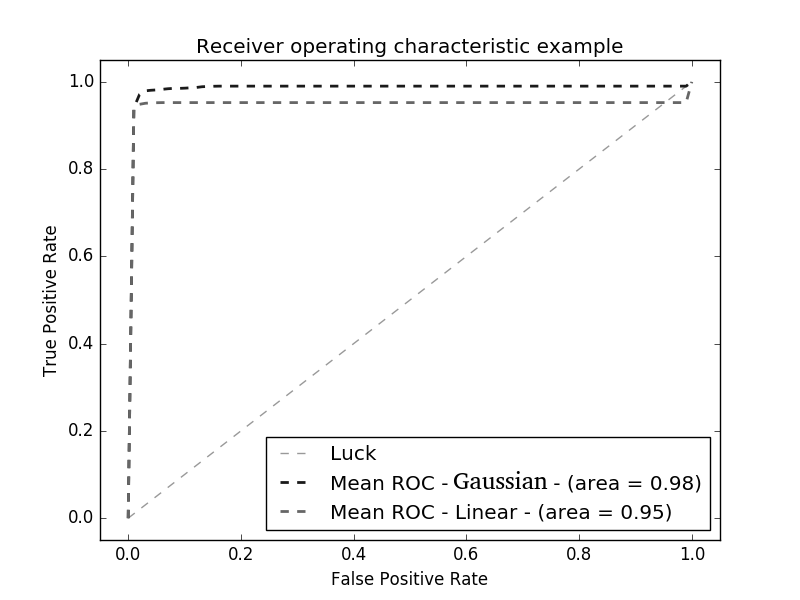 Receiver operating characteristic example
1.0
0.8
0.6
0.4
0.2
0.0
True Positive Rate
Luck
Mean ROC - Gaussian - (area = 0.98)
Mean ROC - Linear - (area = 0.95)
0.0 0.2 0.4 0.6 0.8 1.0
False Positive Rate